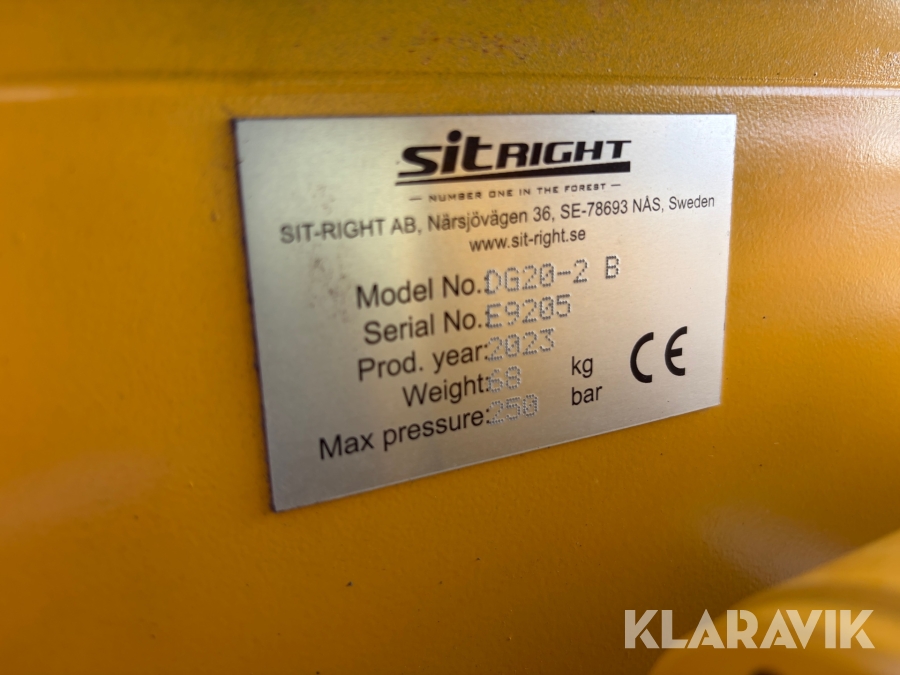 sitRIGHT
— NUMBER ONE IN THE FOREST —
SIT-RIGHT AB, Närsjövägen 36, SE-78693 NÅS, Sweden
www.sit-right.se
Model No.: DG20-2 B
Serial No.: E9205
Prod. year: 2023
Weight: 68 kg
Max pressure: 250 bar
CE
KLARAVIK